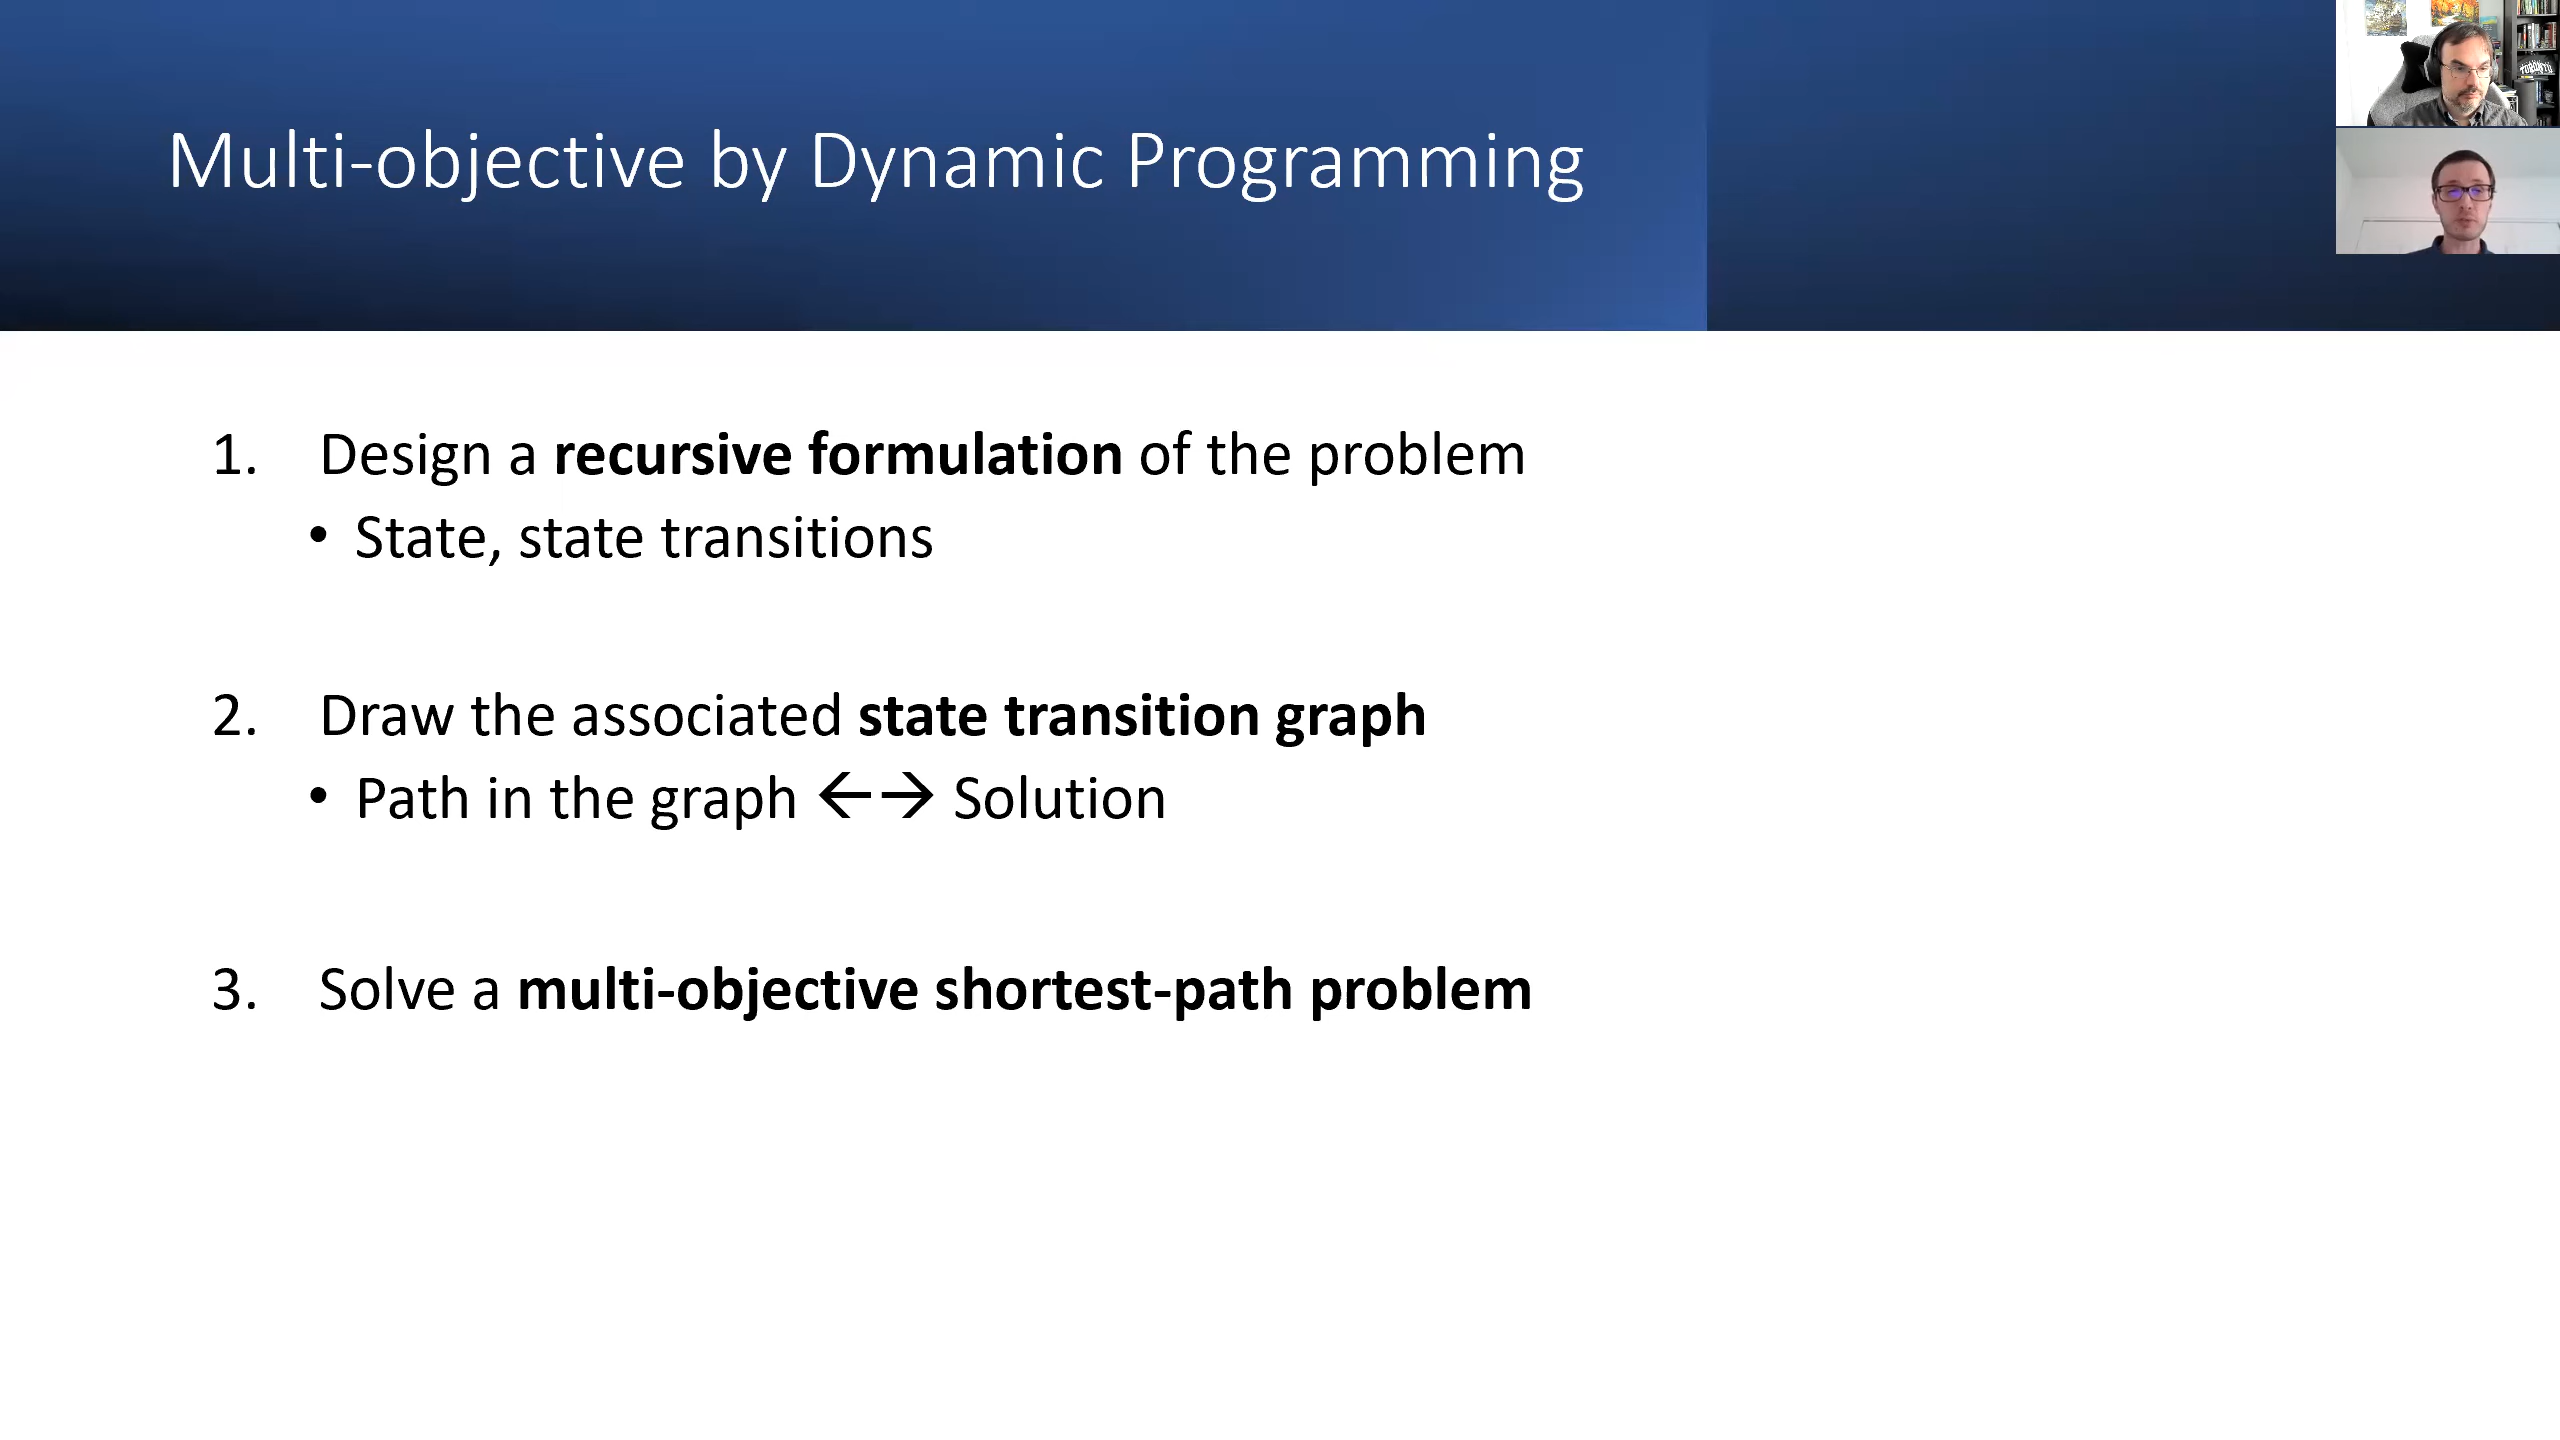 Multi-objective by Dynamic Programming
TORONTO
1. Design a recursive formulation of the problem
• State, state transitions
2. Draw the associated state transition graph
• Path in the graph ←→ Solution
3. Solve a multi-objective shortest-path problem